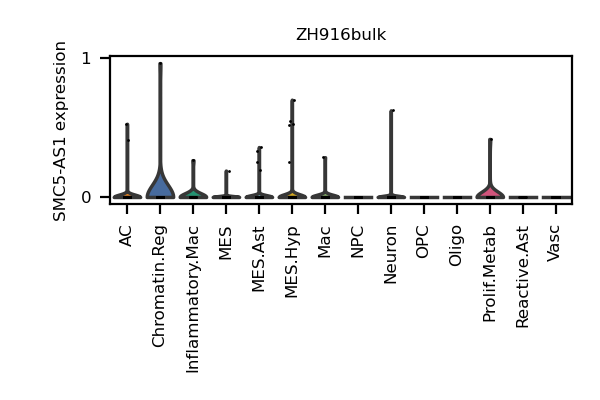 ZH916bulk
SMC5-AS1 expression
1
0
AC
Chromatin.Reg
Inflammatory.Mac
MES
MES.Ast
MES.Hyp
Mac
NPC
Neuron
OPC
Oligo
Prolif.Metab
Reactive.Ast
Vasc